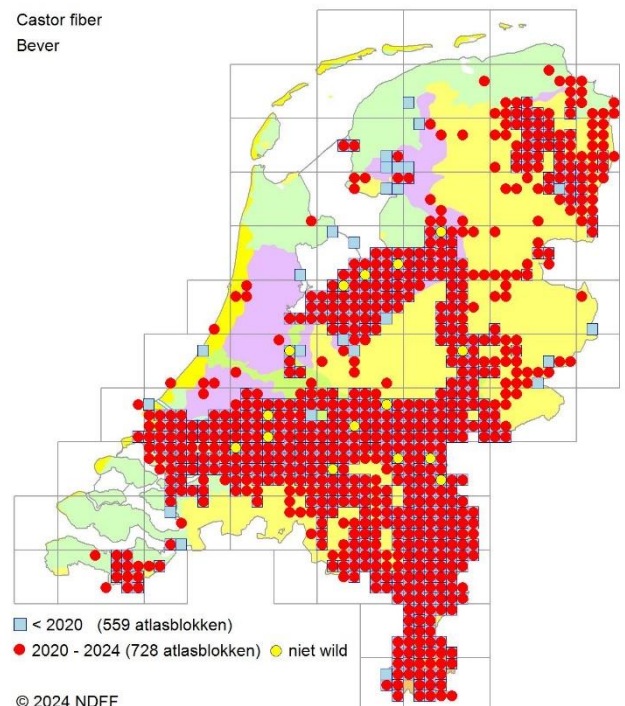 Castor fiber
Bever
< 2020 (559 atlasblokken)
2020 - 2024 (728 atlasblokken) niet wild
© 2024 NDFF